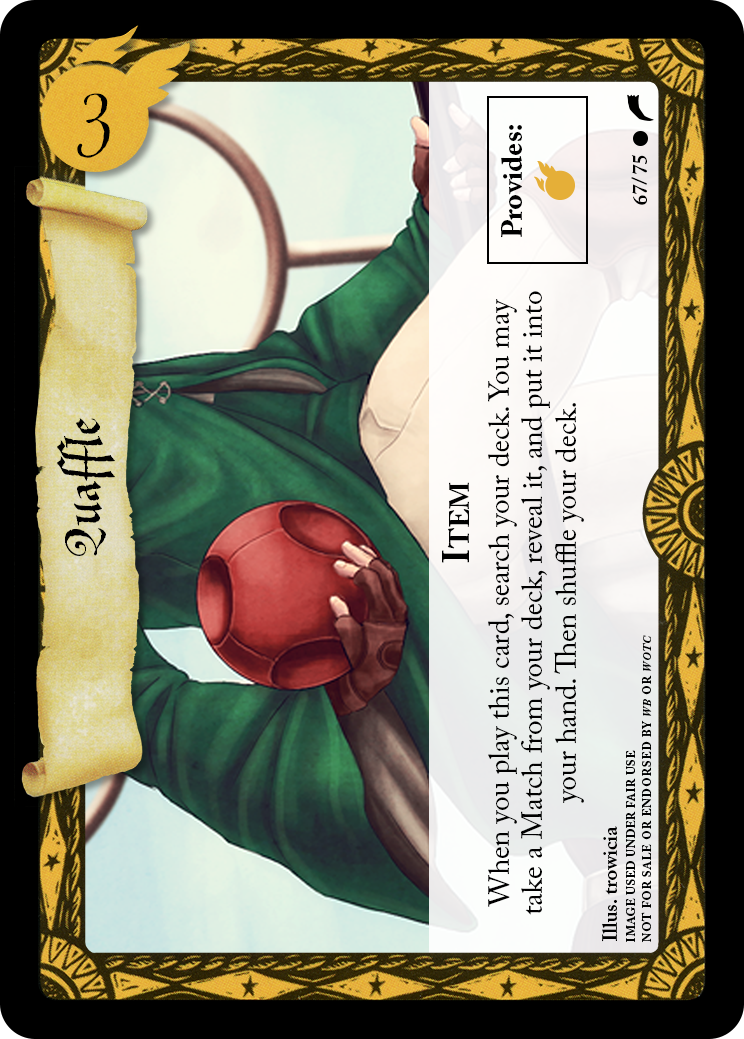 3
Quaffle
ITEM
When you play this card, search your deck. You may
take a Match from your deck, reveal it, and put it into
your hand. Then shuffle your deck.
Provides:
Illus. trowicia
IMAGE USED UNDER FAIR USE
NOT FOR SALE OR ENDORSED BY WB OR WOTC
67/75